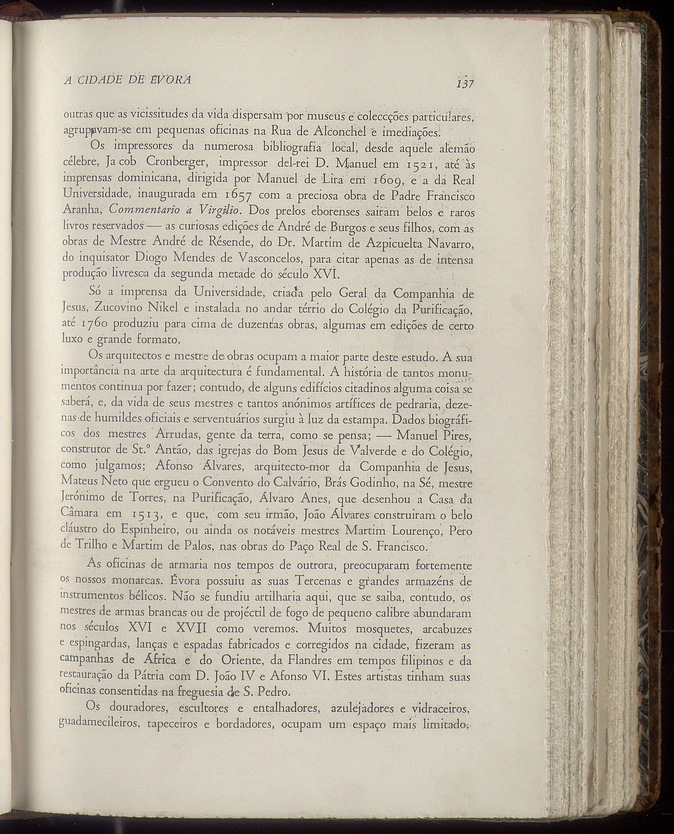 A CIDADE DE EVORA
137
outras que as vicissitudes da vida dispersam por museus e coleccções particulares,
agrupavam-se em pequenas oficinas na Rua de Alconchel e imediações.
Os impressores da numerosa bibliografia local, desde aquele alemão
célebre, Ja cob Cronberger, impressor del-rei D. Manuel em 1521, até às
imprensas dominicana, dirigida por Manuel de Lira em 1609, e a da Real
Universidade, inaugurada em 1657 com a preciosa obra de Padre Francisco
Aranha, Commentario a Virgilio. Dos prelos eborenses saíram belos e raros
livros reservados — as curiosas edições de André de Burgos e seus filhos, com as
obras de Mestre André de Résende, do Dr. Martim de Azpicuelta Navarro,
do inquisator Diogo Mendes de Vasconcelos, para citar apenas as de intensa
produção livresca da segunda metade do século XVI.
Só a imprensa da Universidade, criada pelo Geral da Companhia de
Jesus, Zucovino Nikel e instalada no andar térrio do Colégio da Purificação,
até 1760 produziu para cima de duzentas obras, algumas em edições de certo
luxo e grande formato.
Os arquitectos e mestre de obras ocupam a maior parte deste estudo. A sua
importância na arte da arquitectura é fundamental. A história de tantos monu-
mentos continua por fazer; contudo, de alguns edifícios citadinos alguma coisa se
saberá, e, da vida de seus mestres e tantos anónimos artífices de pedraria, deze-
nas de humildes oficiais e serventuários surgiu à luz da estampa. Dados biográfi-
cos dos mestres Arrudas, gente da terra, como se pensa; — Manuel Pires,
construtor de St.º Antão, das igrejas do Bom Jesus de Valverde e do Colégio,
como julgamos; Afonso Álvares, arquitecto-mor da Companhia de Jesus,
Mateus Neto que ergueu o Convento do Calvário, Brás Godinho, na Sé, mestre
Jerónimo de Torres, na Purificação, Álvaro Anes, que desenhou a Casa da
Câmara em 1513, e que, com seu irmão, João Álvares construiram o belo
cláustro do Espinheiro, ou ainda os notáveis mestres Martim Lourenço, Pero
de Trilho e Martim de Palos, nas obras do Paço Real de S. Francisco.
As oficinas de armaria nos tempos de outrora, preocuparam fortemente
os nossos monarcas. Évora possuiu as suas Tercenas e grandes armazéns de
instrumentos bélicos. Não se fundiu artilharia aqui, que se saiba, contudo, os
mestres de armas brancas ou de projéctil de fogo de pequeno calibre abundaram
nos séculos XVI e XVII como veremos. Muitos mosquetes, arcabuzes
e espingardas, lanças e espadas fabricados e corregidos na cidade, fizeram as
campanhas de África e do Oriente, da Flandres em tempos filipinos e da
restauração da Pátria com D. João IV e Afonso VI. Estes artistas tinham suas
oficinas consentidas na freguesia de S. Pedro.
Os douradores, escultores e entalhadores, azulejadores e vidraceiros,
guadamecileiros, tapeceiros e bordadores, ocupam um espaço mais limitado,